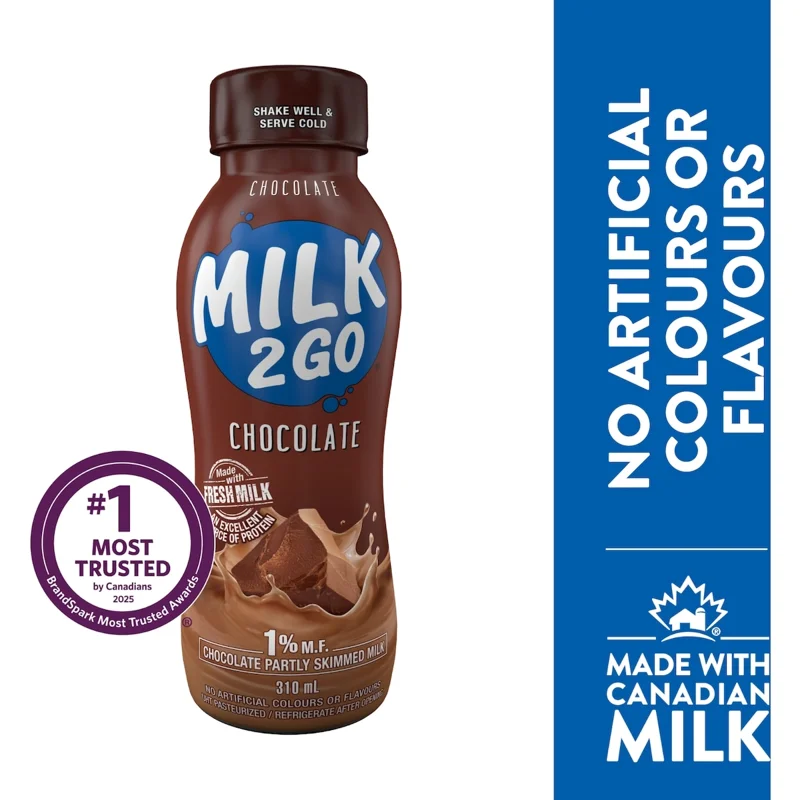 SHAKE WELL &
SERVE COLD
CHOCOLATE
MILK
2GO
CHOCOLATE
Made
with
FRESH MILK
AN EXCELLENT
OF PROTEIN
1% M.F.
CHOCOLATE PARTLY SKIMMED MILK
310 mL
NO ARTIFICIAL COLOURS OR FLAVOURS
PASTEURIZED / REFRIGERATE AFTER OPENING
#1
MOST
TRUSTED
by Canadians
2025
BrandSpark Most Trusted Awards
®
NO ARTIFICIAL
COLOURS OR
FLAVOURS
®
MADE WITH
CANADIAN
MILK